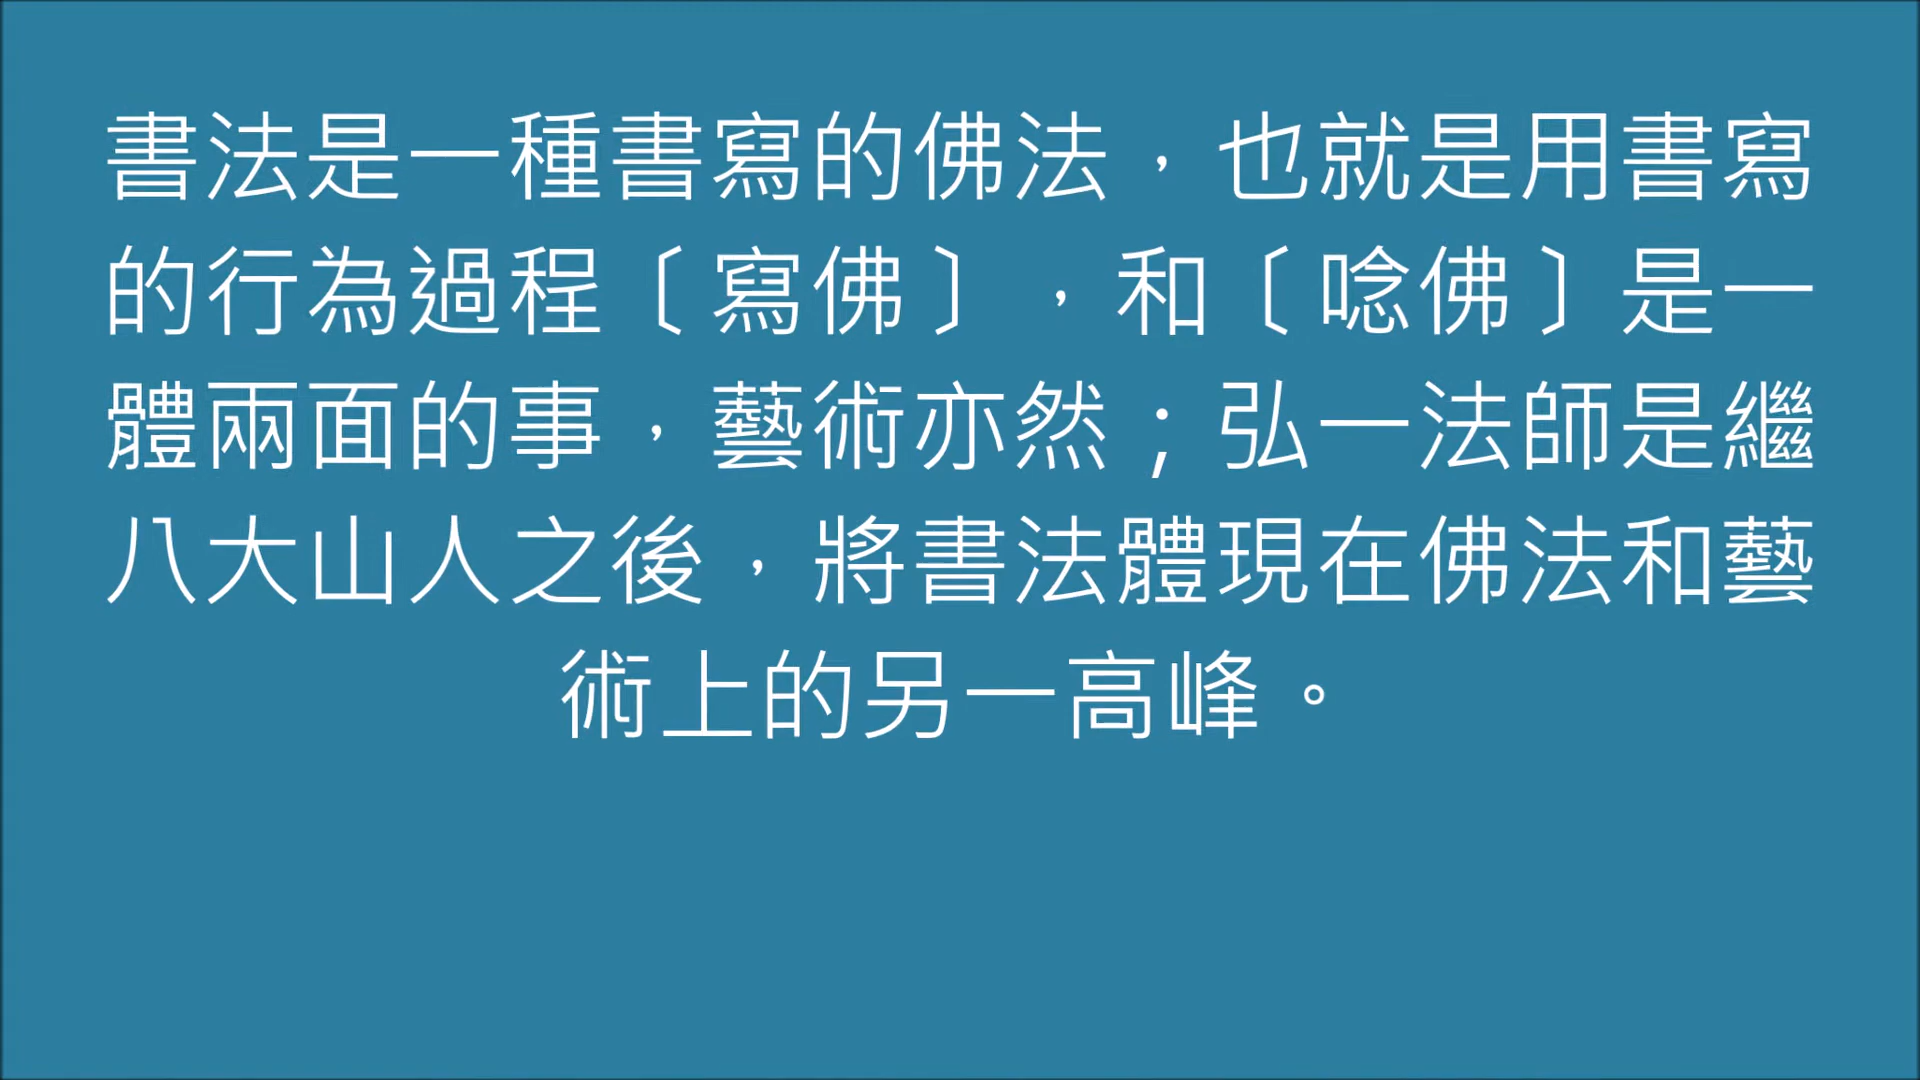 書法是一種書寫的佛法，也就是用書寫
的行為過程〔寫佛〕，和〔唸佛〕是一
體兩面的事，藝術亦然；弘一法師是繼
八大山人之後，將書法體現在佛法和藝
術上的另一高峰。